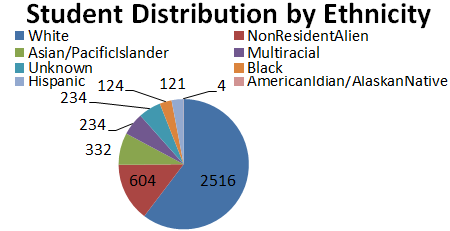 Student Distribution by Ethnicity
White NonResidentAlien
Asian/PacificIslander Multiracial
Unknown Black
Hispanic AmericanIdian/AlaskanNative
124 121 4
234
234
332
604 2516